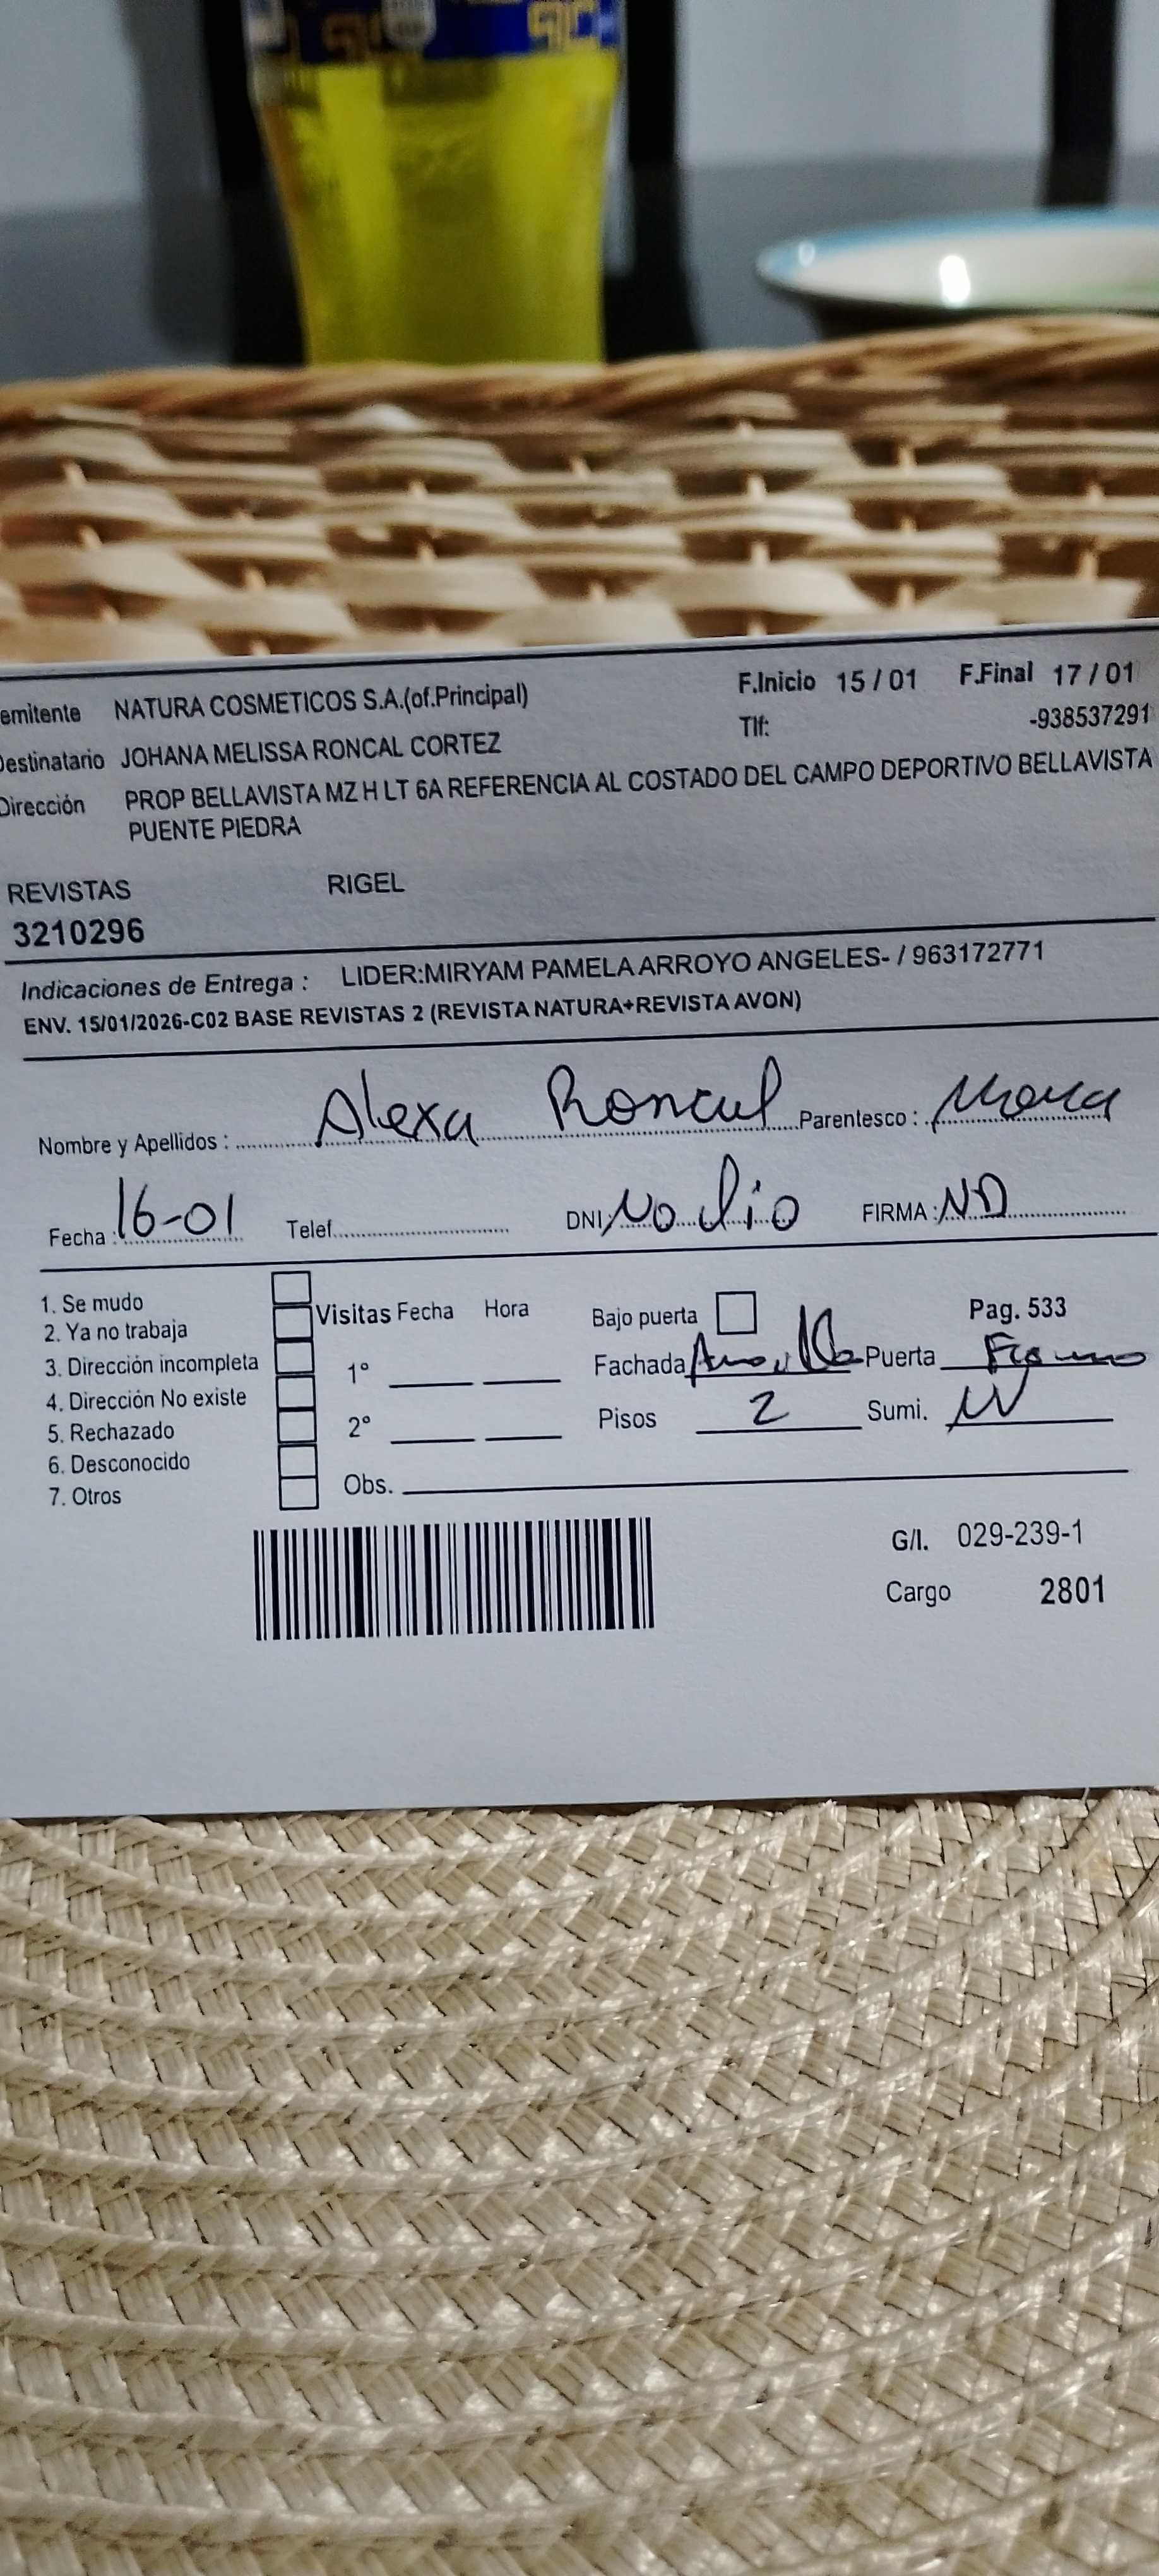 emitente NATURA COSMETICOS S.A.(of.Principal) F.Inicio 15 / 01 F.Final 17 / 01
Destinatario JOHANA MELISSA RONCAL CORTEZ Tlf: -938537291
Dirección PROP BELLAVISTA MZ H LT 6A REFERENCIA AL COSTADO DEL CAMPO DEPORTIVO BELLAVISTA
PUENTE PIEDRA
REVISTAS RIGEL
3210296
Indicaciones de Entrega : LIDER:MIRYAM PAMELA ARROYO ANGELES- / 963172771
ENV. 15/01/2026-C02 BASE REVISTAS 2 (REVISTA NATURA+REVISTA AVON)
Nombre y Apellidos : Alexa Roncal Parentesco :
Fecha : 16-01 Telef. DNI No dio FIRMA : ND
1. Se mudo
2. Ya no trabaja Visitas Fecha Hora Bajo puerta Pag. 533
3. Dirección incompleta 1° Fachada Puerta
4. Dirección No existe
5. Rechazado 2° Pisos 2 Sumi.
6. Desconocido
7. Otros Obs.
G/l. 029-239-1
Cargo 2801